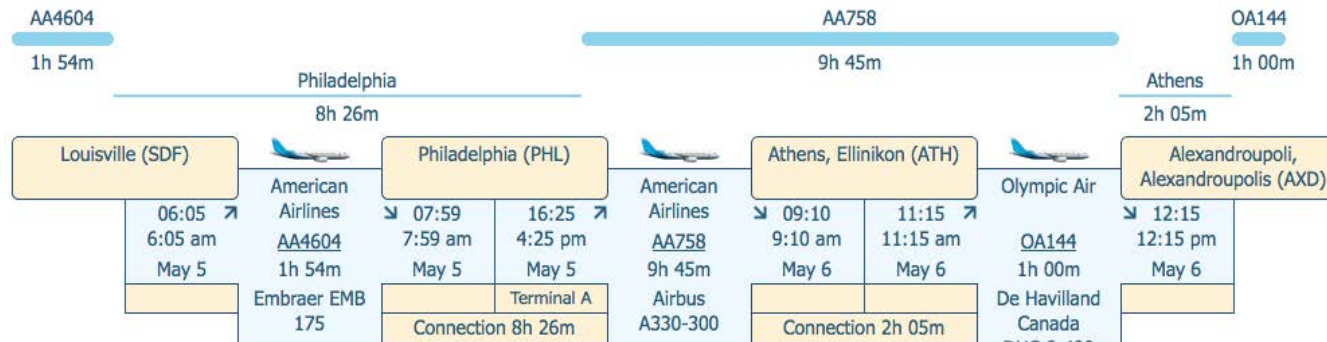 AA4604 AA758 OA144
1h 54m 9h 45m 1h 00m
Philadelphia Athens
8h 26m 2h 05m
Louisville (SDF) Philadelphia (PHL) Athens, Ellinikon (ATH) Alexandroupoli,
Alexandroupolis (AXD)
American American Olympic Air
Airlines Airlines
06:05 07:59 16:25 09:10 11:15 12:15
6:05 am AA4604 7:59 am 4:25 pm AA758 9:10 am 11:15 am OA144 12:15 pm
May 5 1h 54m May 5 May 5 9h 45m May 6 May 6 1h 00m May 6
Embraer EMB Terminal A Airbus De Havilland
175 Connection 8h 26m A330-300 Connection 2h 05m Canada